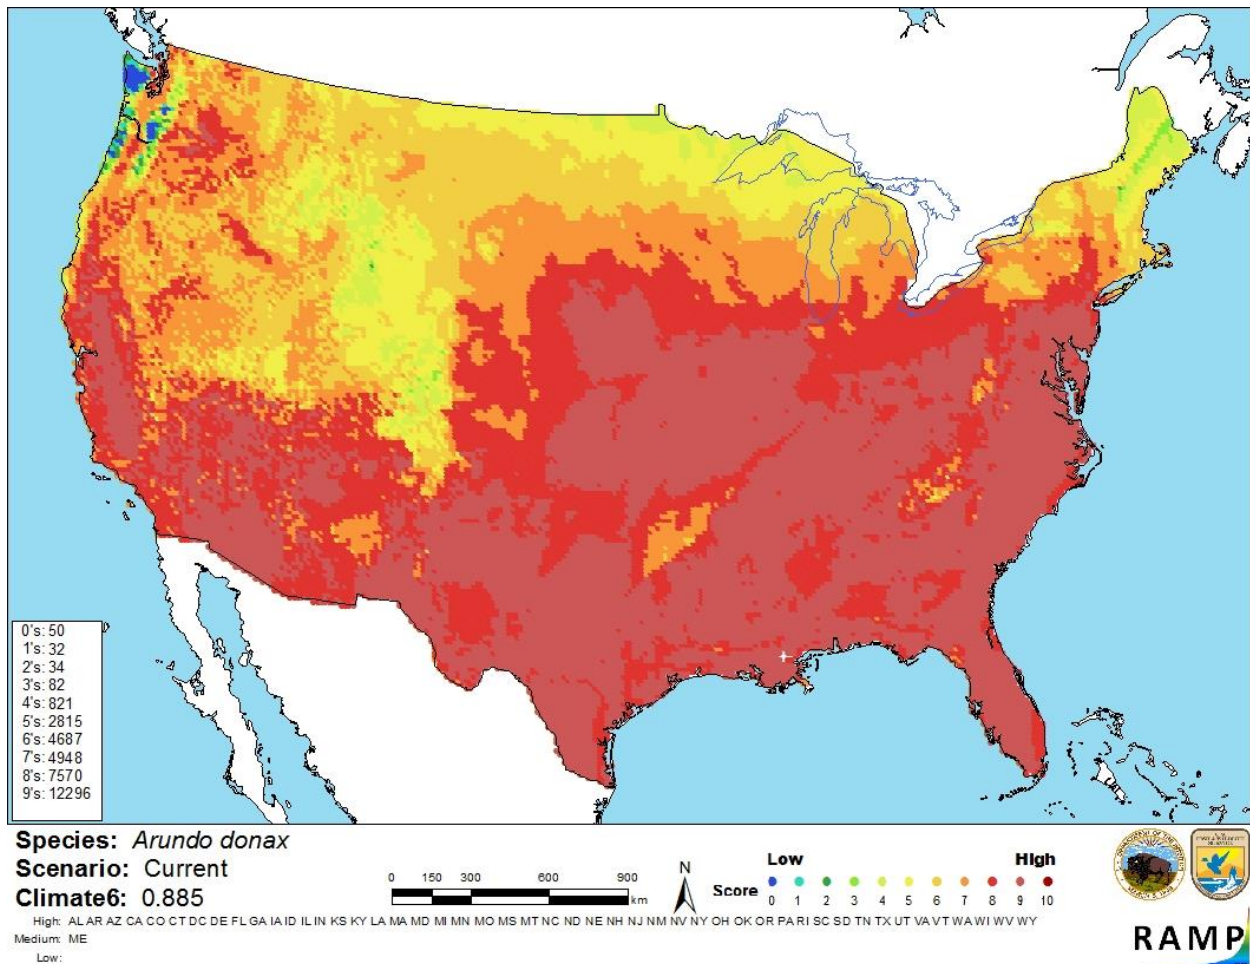 0's: 50
1's: 32
2's: 34
3's: 82
4's: 821
5's: 2815
6's: 4687
7's: 4948
8's: 7570
9's: 12296
Species: Arundo donax
Scenario: Current
Climate6: 0.885
0 150 300 600 900
km
N
Low High
Score 0 1 2 3 4 5 6 7 8 9 10
High: AL AR AZ CA CO CT DC DE FL GA IA ID IL IN KS KY LA MA MD MI MN MO MS MT NC ND NE NH NJ NM NV NY OH OK OR PA RI SC SD TN TX UT VA VT WA WI WV WY
Medium: ME
Low:
RAMP